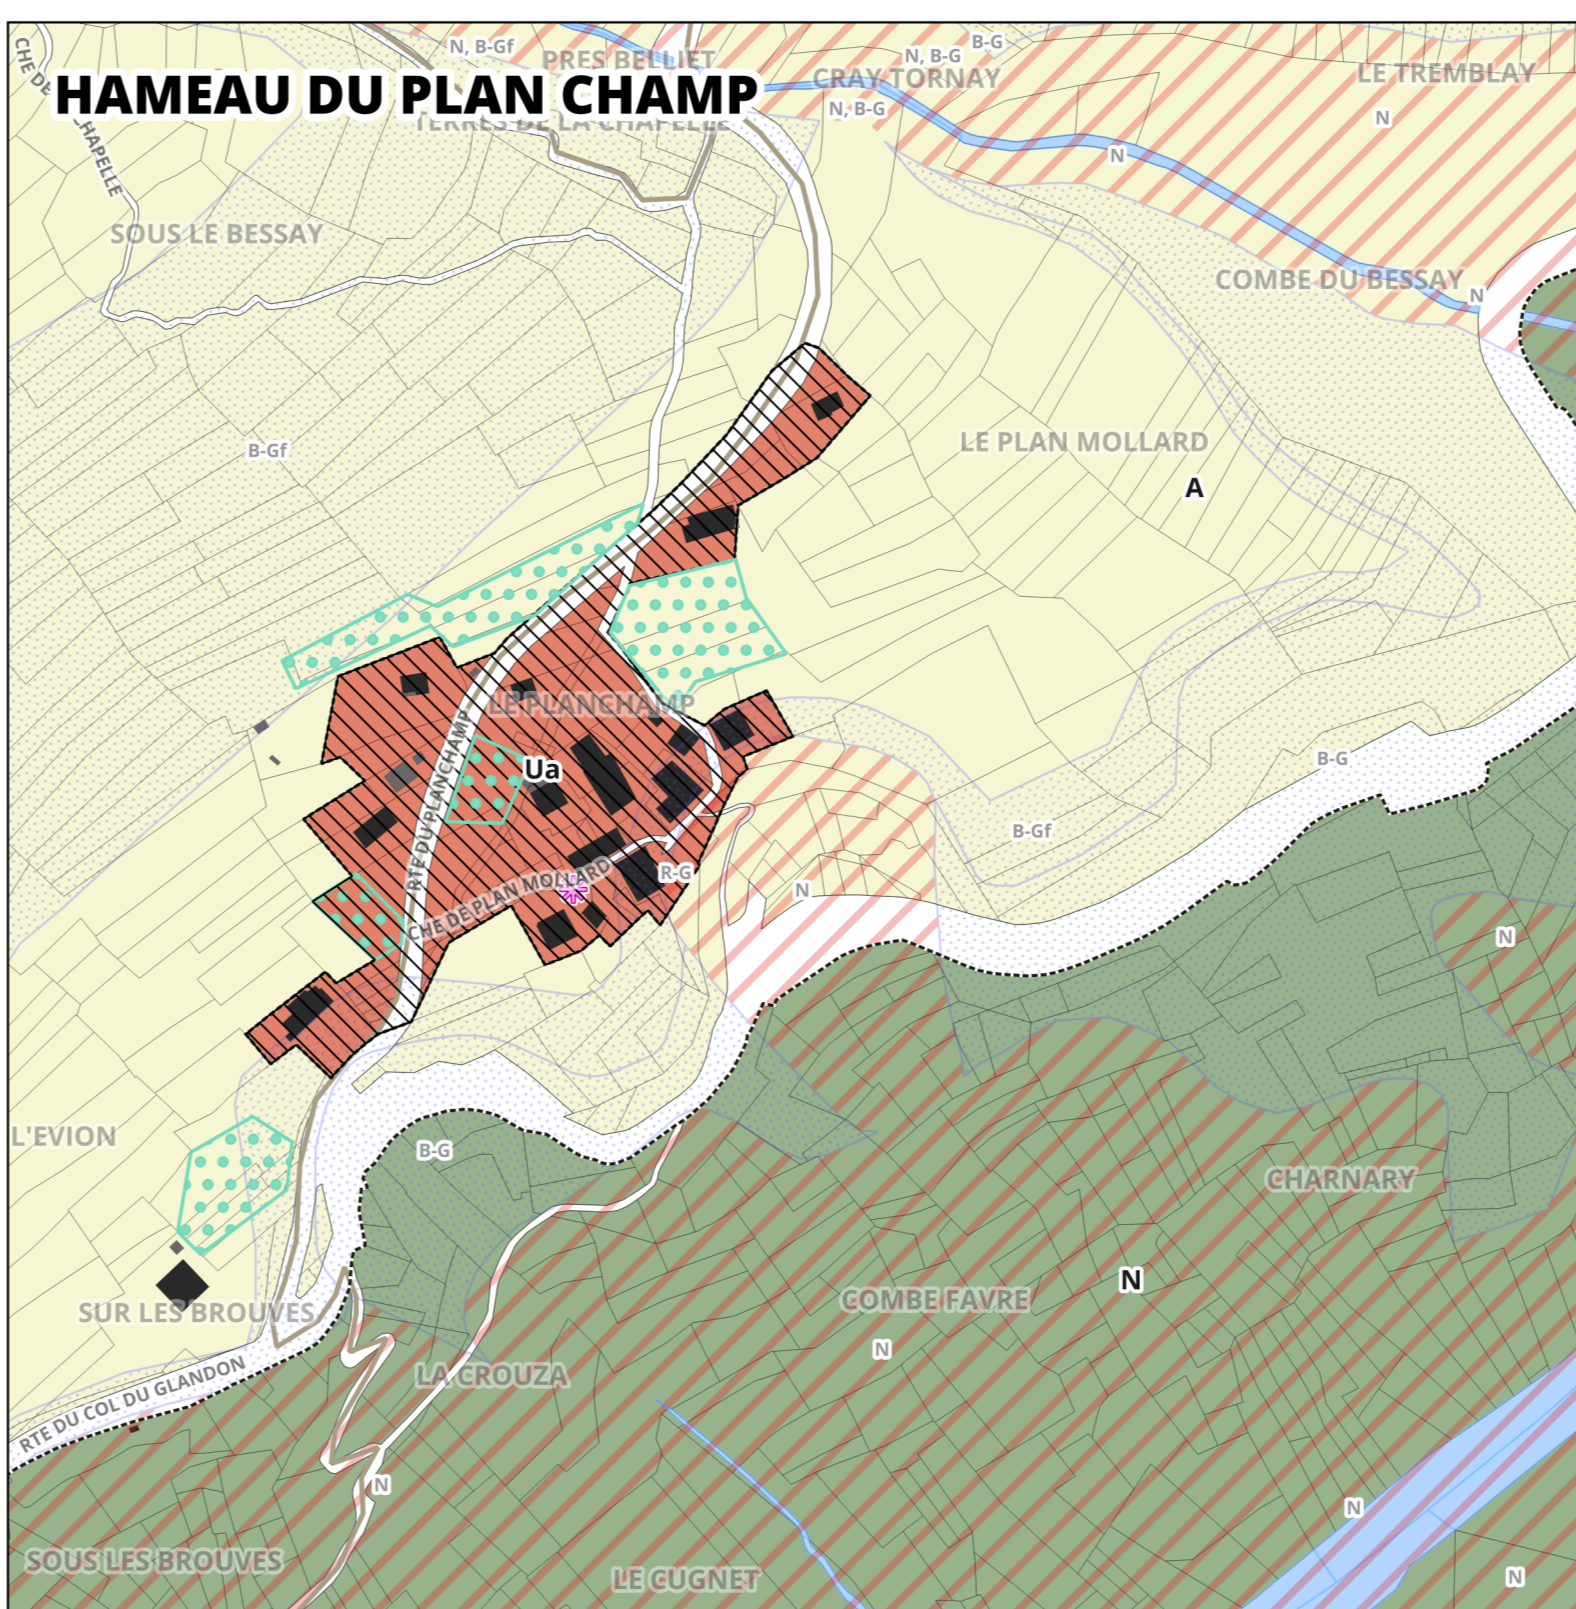 N, B-Gf
PRES BELLIET
B-G
N, B-G
CRAY TORNAY
LE TREMBLAY
HAMEAU DU PLAN CHAMP
N, B-G
N
TERRES DE LA CHAPELLE
CHE DE
CHAPELLE
N
SOUS LE BESSAY
COMBE DU BESSAY
N
B-Gf
LE PLAN MOLLARD
A
LE PLANCHAMP
RTE DU PLANCHAMP
Ua
B-G
B-Gf
R-G
N
CHE DE PLAN MOLLARD
N
L'EVION
B-G
CHARNARY
N
COMBE FAVRE
SUR LES BROUVES
N
LA CROUZA
RTE DU COL DU GLANDON
N
N
SOUS LES BROUVES
LE CUGNET
N